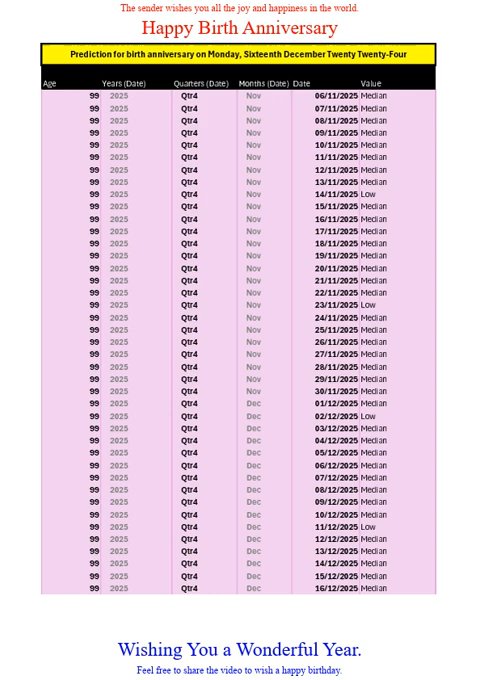 The sender wishes you all the joy and happiness in the world.
Happy Birth Anniversary
Prediction for birth anniversary on Monday, Sixteenth December Twenty Twenty-Four
Age Years (Date) Quarters (Date) Months (Date) Date Value
99 2025 Qtr4 Nov 06/11/2025 Median
99 2025 Qtr4 Nov 07/11/2025 Median
99 2025 Qtr4 Nov 08/11/2025 Median
99 2025 Qtr4 Nov 09/11/2025 Median
99 2025 Qtr4 Nov 10/11/2025 Median
99 2025 Qtr4 Nov 11/11/2025 Median
99 2025 Qtr4 Nov 12/11/2025 Median
99 2025 Qtr4 Nov 13/11/2025 Median
99 2025 Qtr4 Nov 14/11/2025 Low
99 2025 Qtr4 Nov 15/11/2025 Median
99 2025 Qtr4 Nov 16/11/2025 Median
99 2025 Qtr4 Nov 17/11/2025 Median
99 2025 Qtr4 Nov 18/11/2025 Median
99 2025 Qtr4 Nov 19/11/2025 Median
99 2025 Qtr4 Nov 20/11/2025 Median
99 2025 Qtr4 Nov 21/11/2025 Median
99 2025 Qtr4 Nov 22/11/2025 Median
99 2025 Qtr4 Nov 23/11/2025 Low
99 2025 Qtr4 Nov 24/11/2025 Median
99 2025 Qtr4 Nov 25/11/2025 Median
99 2025 Qtr4 Nov 26/11/2025 Median
99 2025 Qtr4 Nov 27/11/2025 Median
99 2025 Qtr4 Nov 28/11/2025 Median
99 2025 Qtr4 Nov 29/11/2025 Median
99 2025 Qtr4 Nov 30/11/2025 Median
99 2025 Qtr4 Dec 01/12/2025 Median
99 2025 Qtr4 Dec 02/12/2025 Low
99 2025 Qtr4 Dec 03/12/2025 Median
99 2025 Qtr4 Dec 04/12/2025 Median
99 2025 Qtr4 Dec 05/12/2025 Median
99 2025 Qtr4 Dec 06/12/2025 Median
99 2025 Qtr4 Dec 07/12/2025 Median
99 2025 Qtr4 Dec 08/12/2025 Median
99 2025 Qtr4 Dec 09/12/2025 Median
99 2025 Qtr4 Dec 10/12/2025 Median
99 2025 Qtr4 Dec 11/12/2025 Low
99 2025 Qtr4 Dec 12/12/2025 Median
99 2025 Qtr4 Dec 13/12/2025 Median
99 2025 Qtr4 Dec 14/12/2025 Median
99 2025 Qtr4 Dec 15/12/2025 Median
99 2025 Qtr4 Dec 16/12/2025 Median
Wishing You a Wonderful Year.
Feel free to share the video to wish a happy birthday.